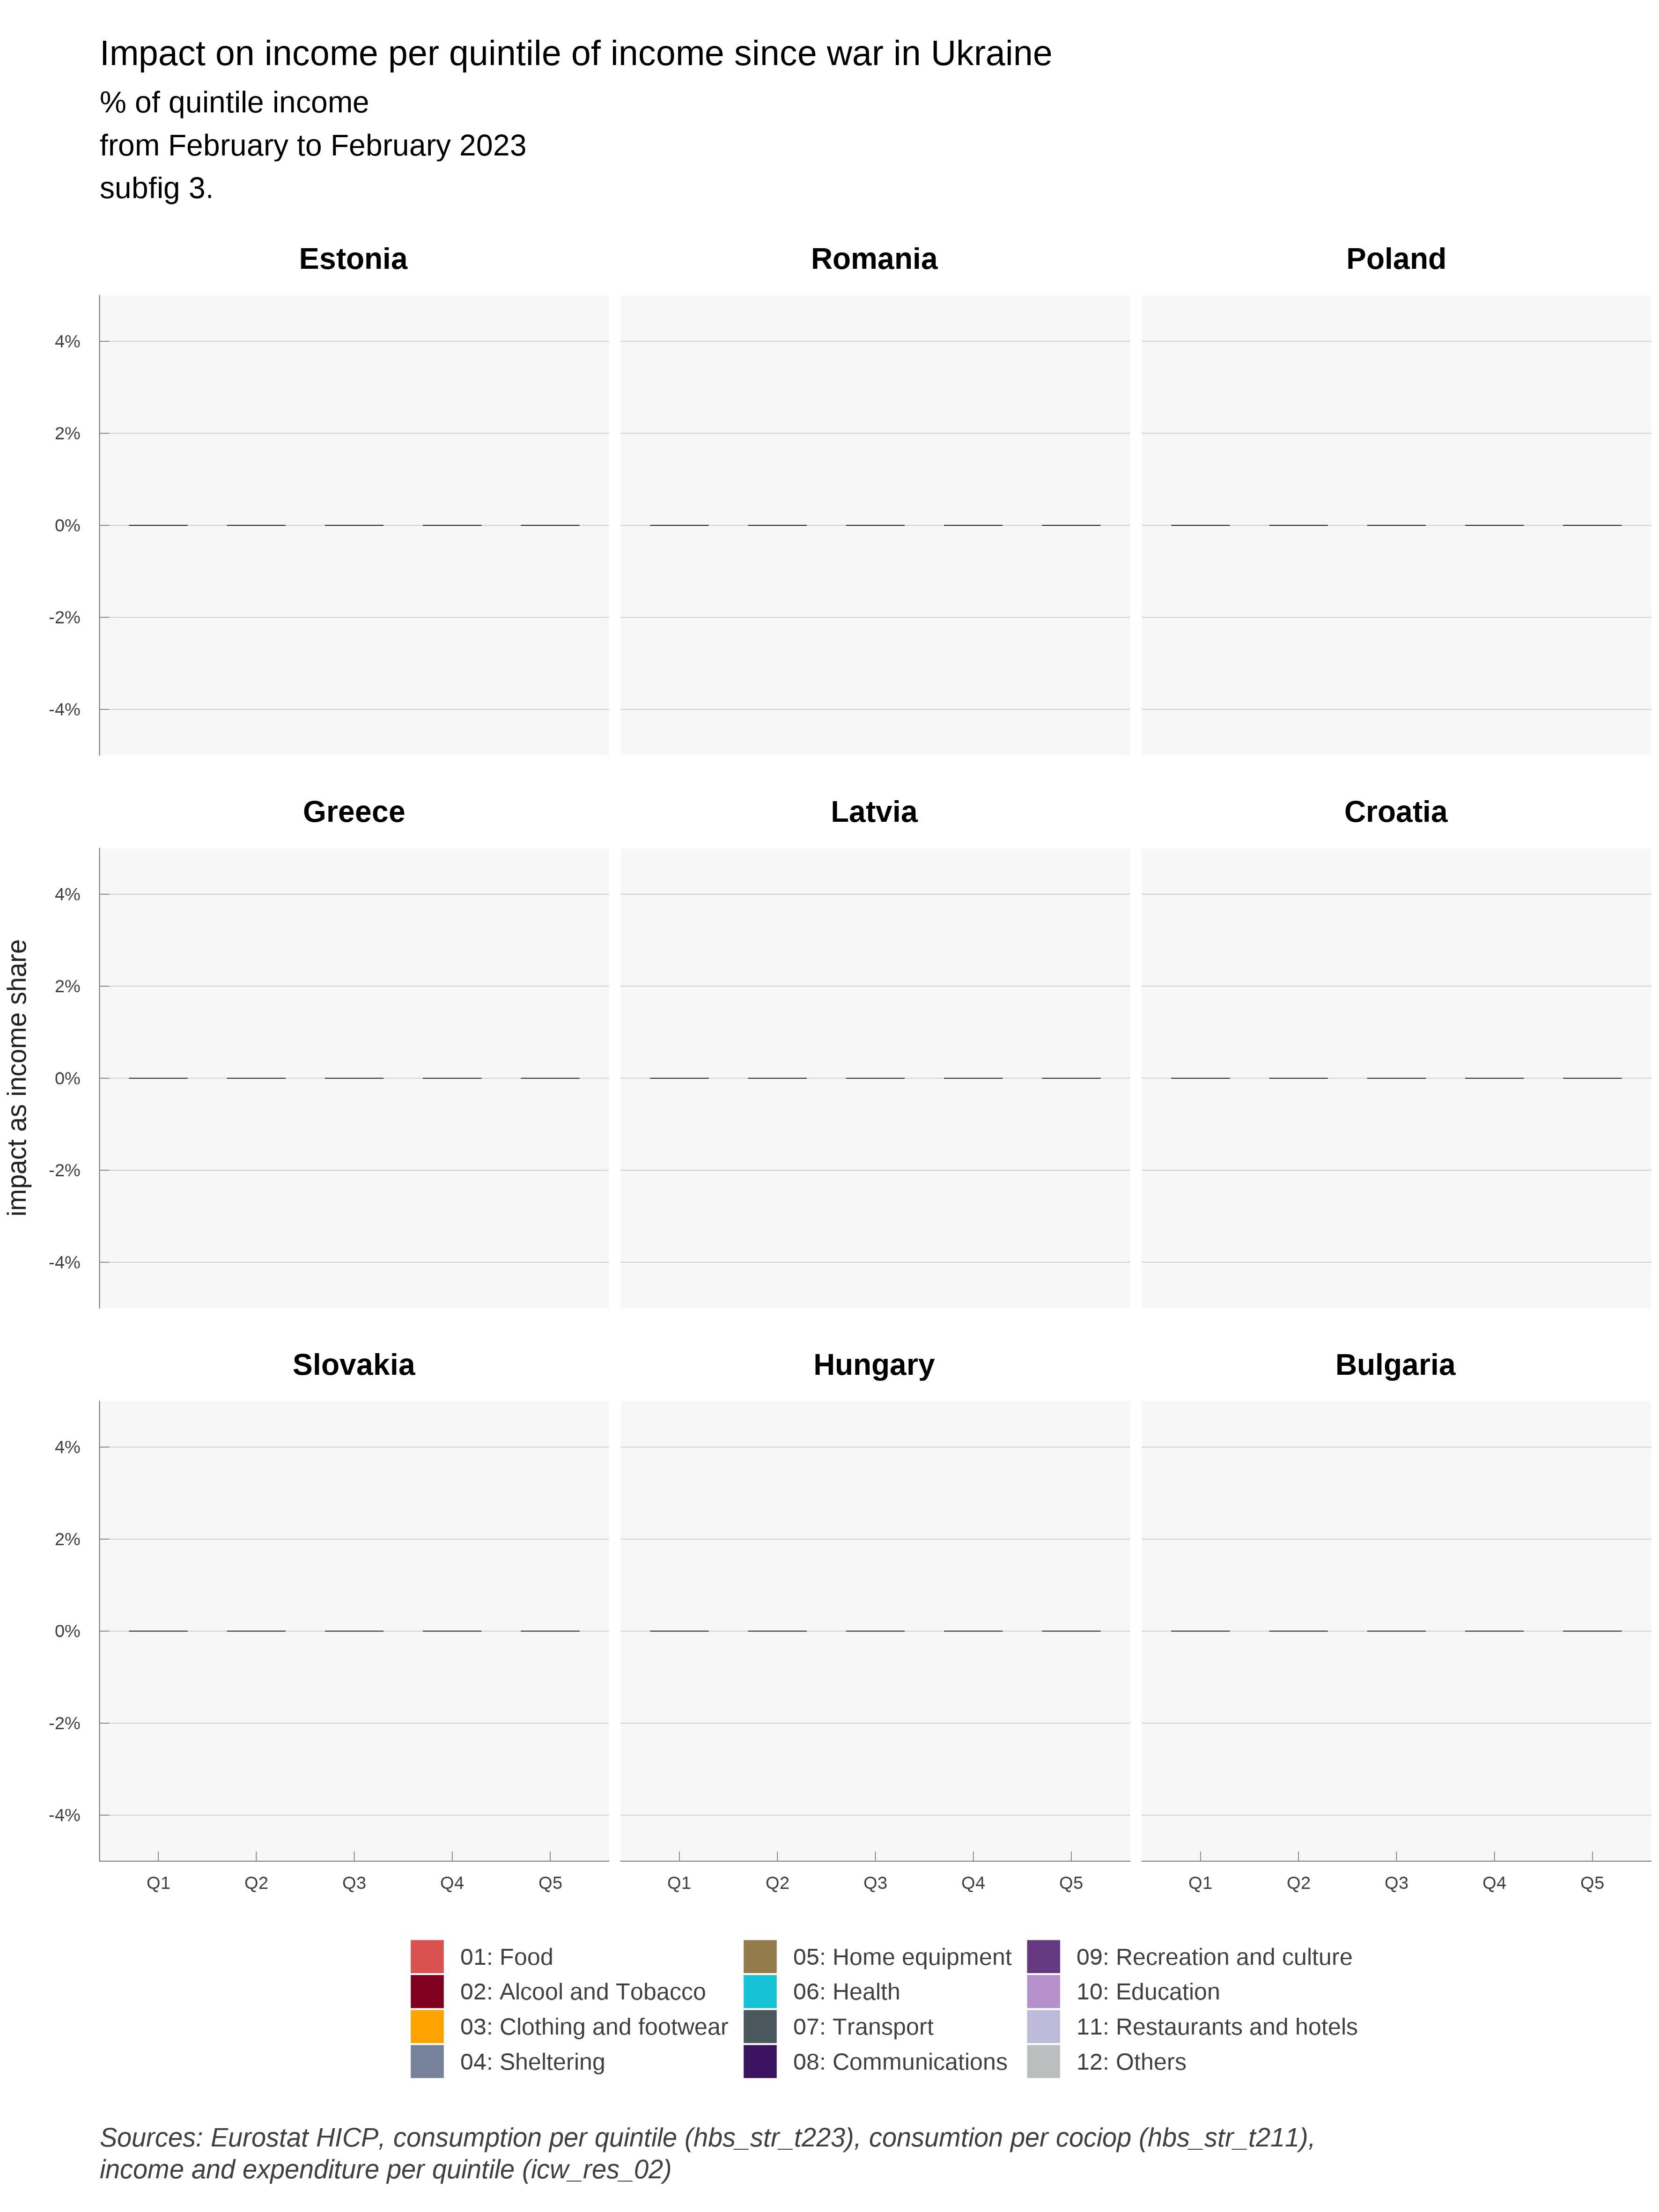 Impact on income per quintile of income since war in Ukraine
% of quintile income
from February to February 2023
subfig 3.
Estonia
Romania
Poland
4%
2%
0%
-2%
-4%
Greece
Latvia
Croatia
4%
2%
0%
-2%
-4%
impact as income share
Slovakia
Hungary
Bulgaria
4%
2%
0%
-2%
-4%
Q1 Q2 Q3 Q4 Q5
Q1 Q2 Q3 Q4 Q5
Q1 Q2 Q3 Q4 Q5
01: Food
02: Alcool and Tobacco
03: Clothing and footwear
04: Sheltering
05: Home equipment
06: Health
07: Transport
08: Communications
09: Recreation and culture
10: Education
11: Restaurants and hotels
12: Others
Sources: Eurostat HICP, consumption per quintile (hbs_str_t223), consumtion per cociop (hbs_str_t211),
income and expenditure per quintile (icw_res_02)